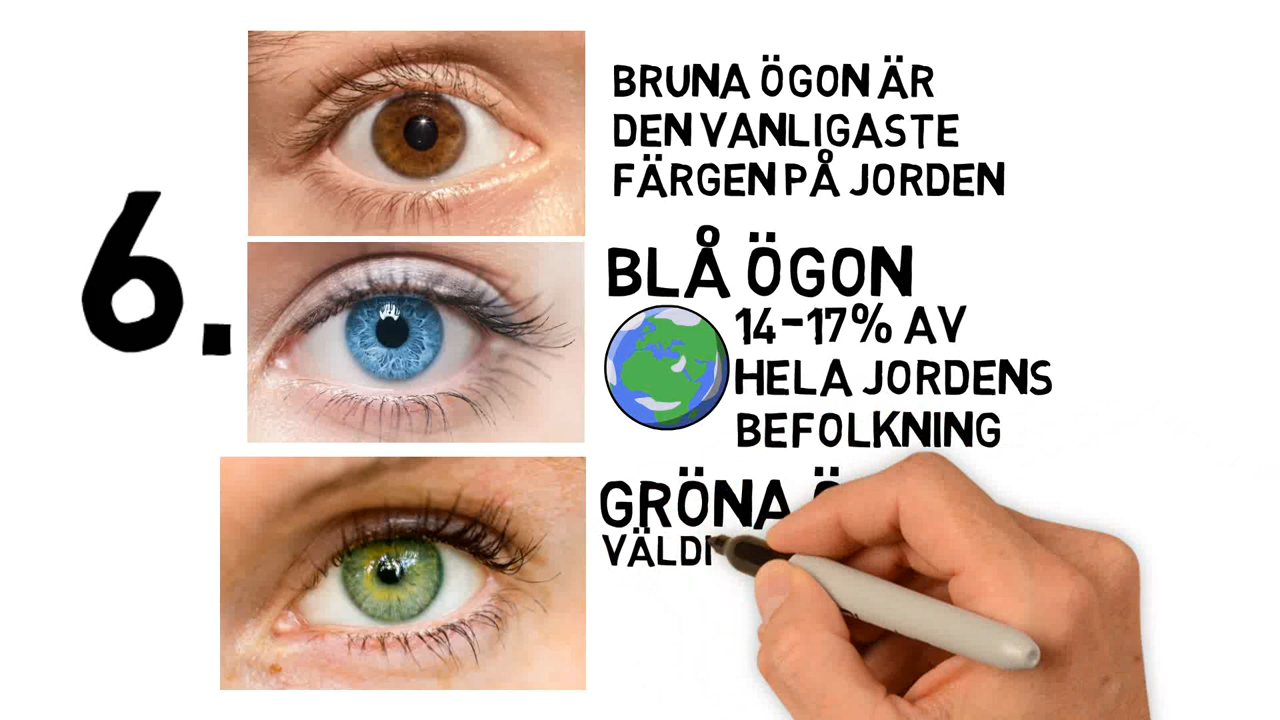 6.
BRUNA ÖGON ÄR
DEN VANLIGASTE
FÄRGEN PÅ JORDEN
BLÅ ÖGON
14-17% AV
HELA JORDENS
BEFOLKNING
GRÖNA